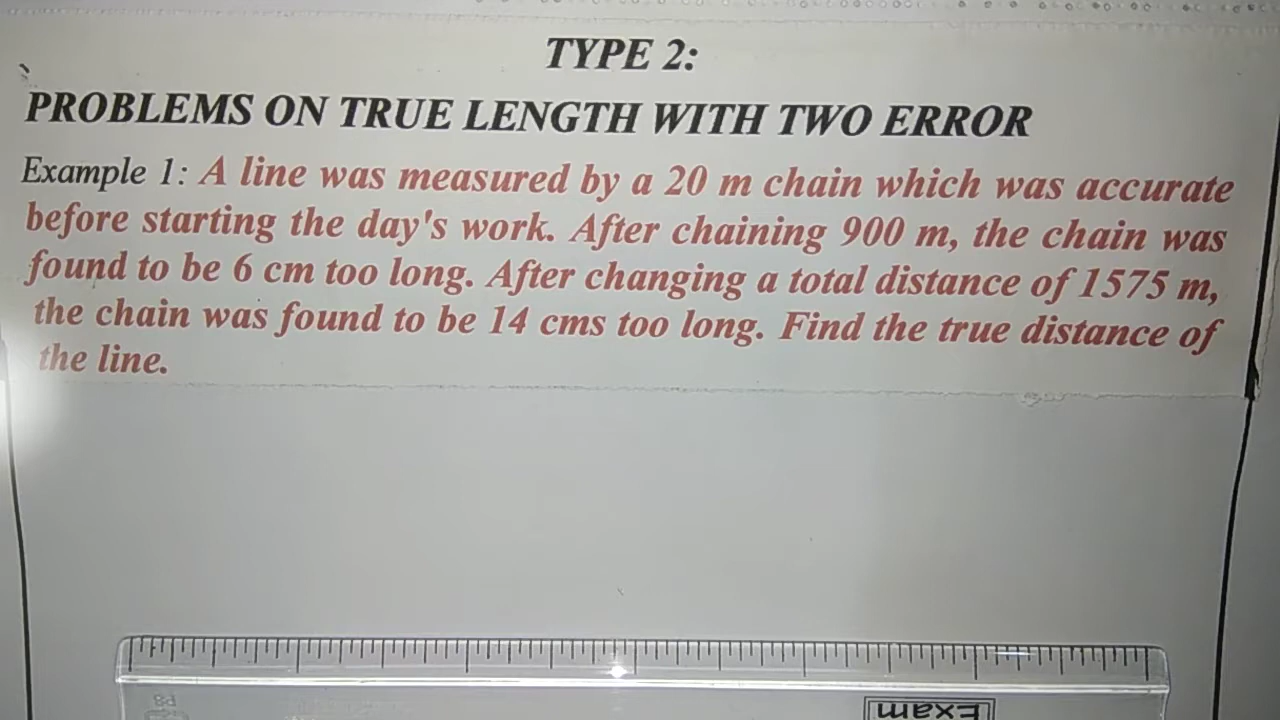 TYPE 2:
PROBLEMS ON TRUE LENGTH WITH TWO ERROR
Example 1: A line was measured by a 20 m chain which was accurate
before starting the day's work. After chaining 900 m, the chain was
found to be 6 cm too long. After changing a total distance of 1575 m,
the chain was found to be 14 cms too long. Find the true distance of
the line.
Exam